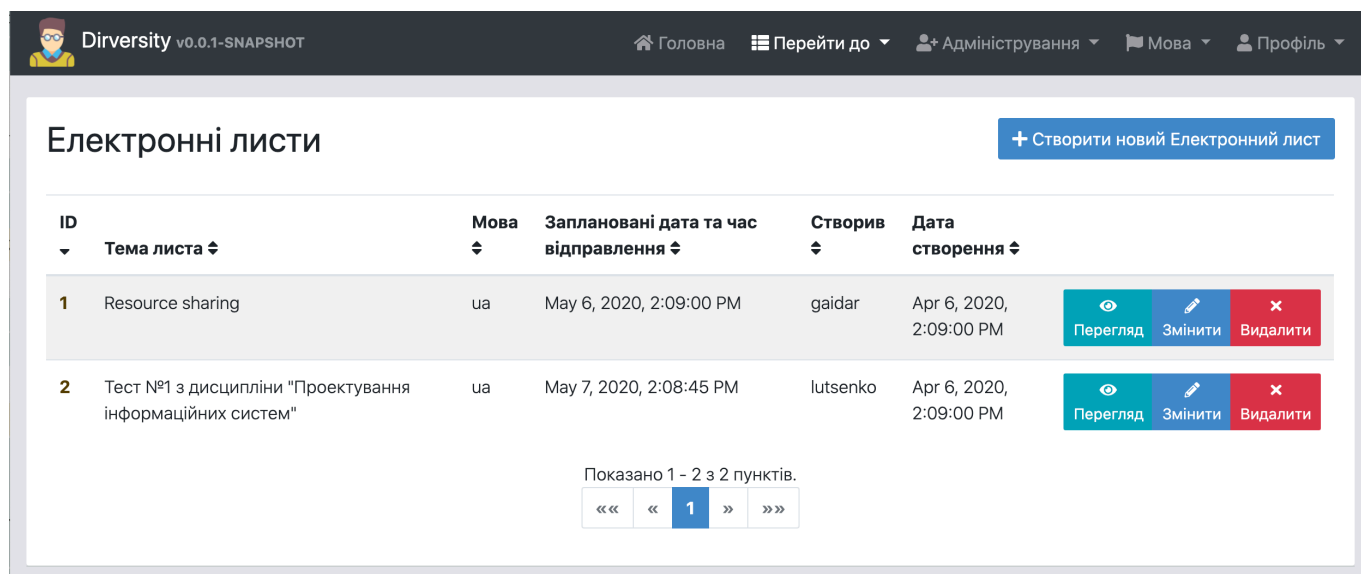 Dirversity v0.0.1-SNAPSHOT Головна Перейти до Адміністрування Мова Профіль
Електронні листи
Створити новий Електронний лист
ID Тема листа Мова Заплановані дата та час відправлення Створив Дата створення
1 Resource sharing ua May 6, 2020, 2:09:00 PM gaidar Apr 6, 2020, 2:09:00 PM Перегляд Змінити Видалити
2 Тест №1 з дисципліни "Проектування інформаційних систем" ua May 7, 2020, 2:08:45 PM lutsenko Apr 6, 2020, 2:09:00 PM Перегляд Змінити Видалити
Показано 1 - 2 з 2 пунктів.
«« « 1 » »»